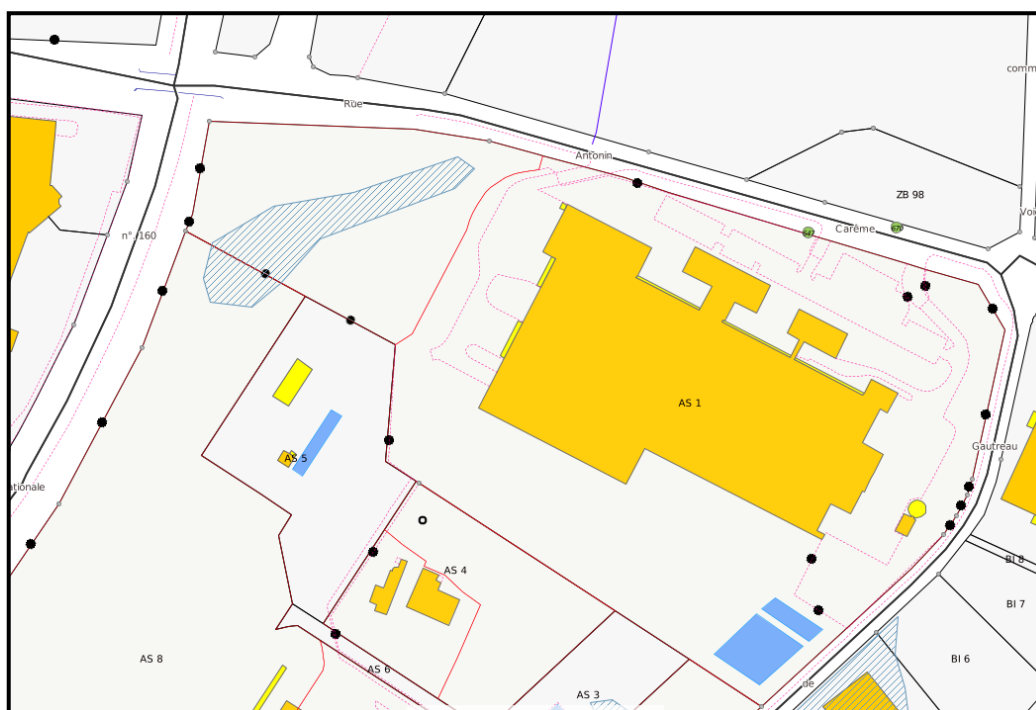 comm
Rue
Antonin
ZB 98
Voi
n° 160
Carême
AS 1
Gautreau
AS 5
ationale
BI 8
AS 4
BI 7
AS 8
AS 6
BI 6
de
AS 3